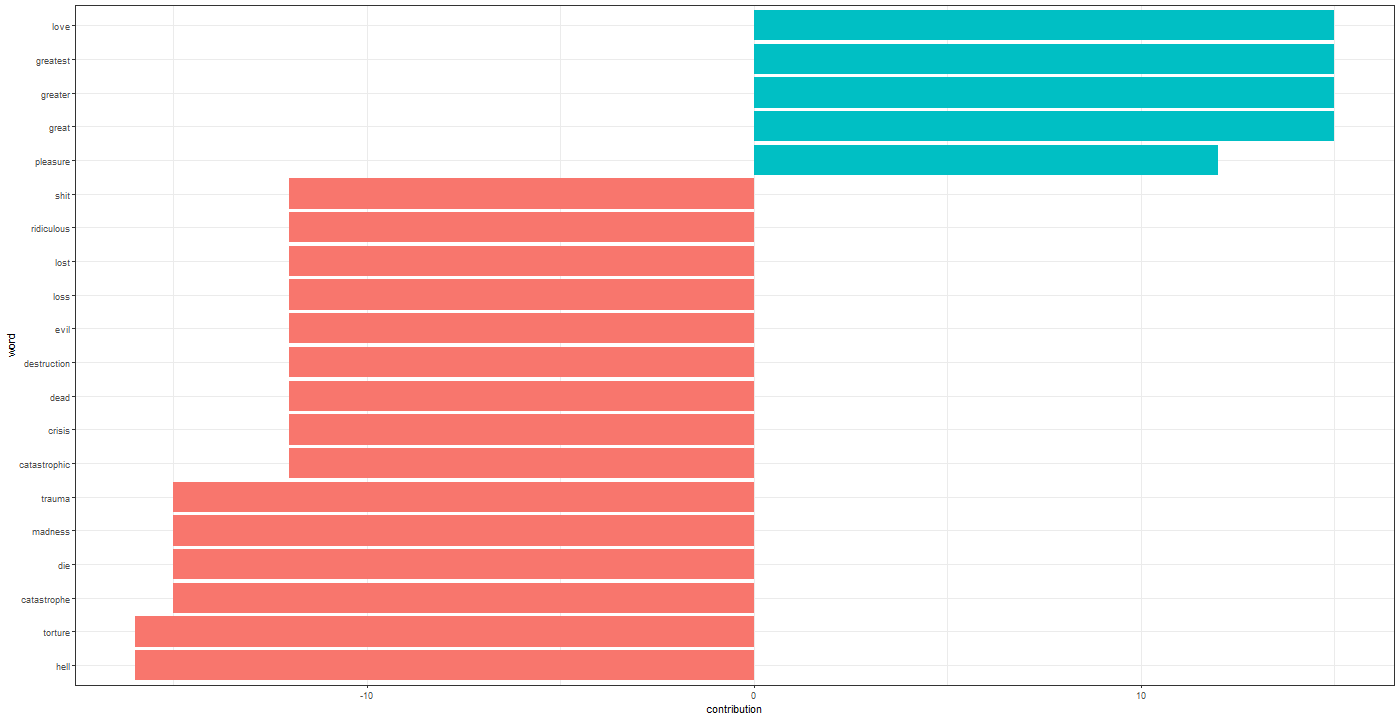 love
greatest
greater
great
pleasure
shit
ridiculous
lost
loss
evil
destruction
dead
crisis
catastrophic
trauma
madness
die
catastrophe
torture
hell
word
-10
0
10
contribution